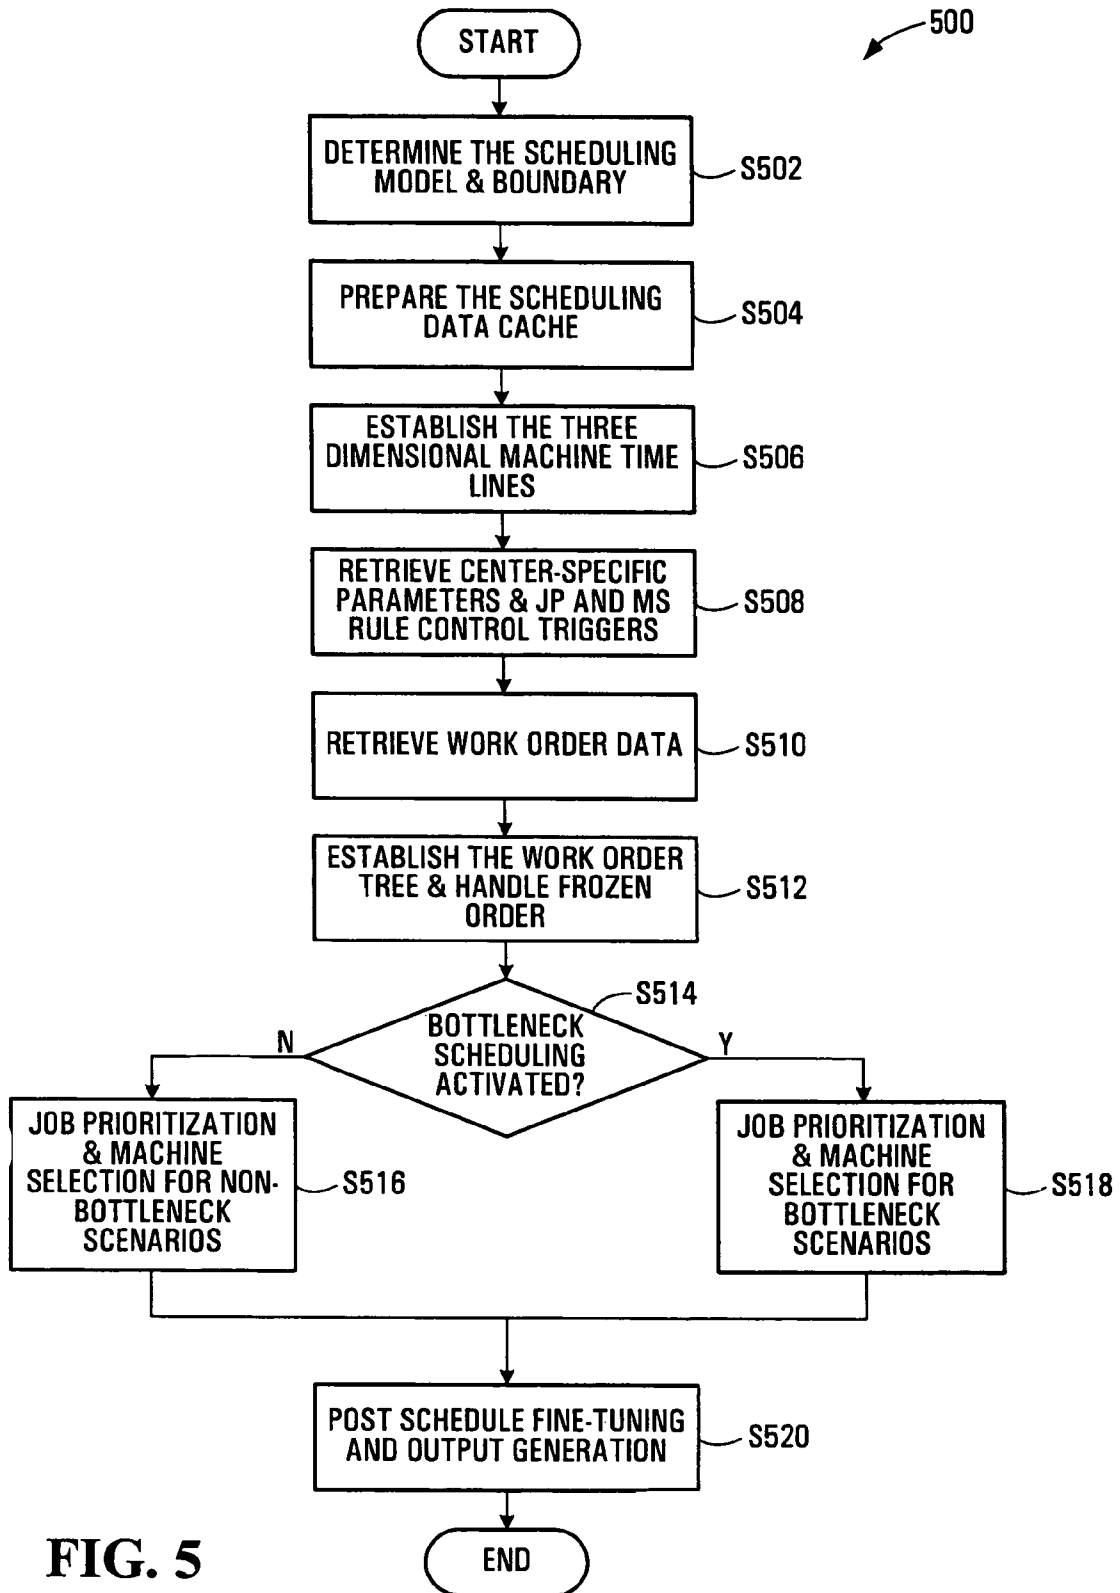 500
START
DETERMINE THE SCHEDULING
MODEL & BOUNDARY
S502
PREPARE THE SCHEDULING
DATA CACHE
S504
ESTABLISH THE THREE
DIMENSIONAL MACHINE TIME
LINES
S506
RETRIEVE CENTER-SPECIFIC
PARAMETERS & JP AND MS
RULE CONTROL TRIGGERS
S508
RETRIEVE WORK ORDER DATA
S510
ESTABLISH THE WORK ORDER
TREE & HANDLE FROZEN
ORDER
S512
BOTTLENECK
SCHEDULING
ACTIVATED?
S514
N
Y
JOB PRIORITIZATION
& MACHINE
SELECTION FOR NON-
BOTTLENECK
SCENARIOS
S516
JOB PRIORITIZATION
& MACHINE
SELECTION FOR
BOTTLENECK
SCENARIOS
S518
POST SCHEDULE FINE-TUNING
AND OUTPUT GENERATION
S520
END
FIG. 5